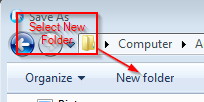 Save As
Select New
Folder
Computer
A
Organize
New folder